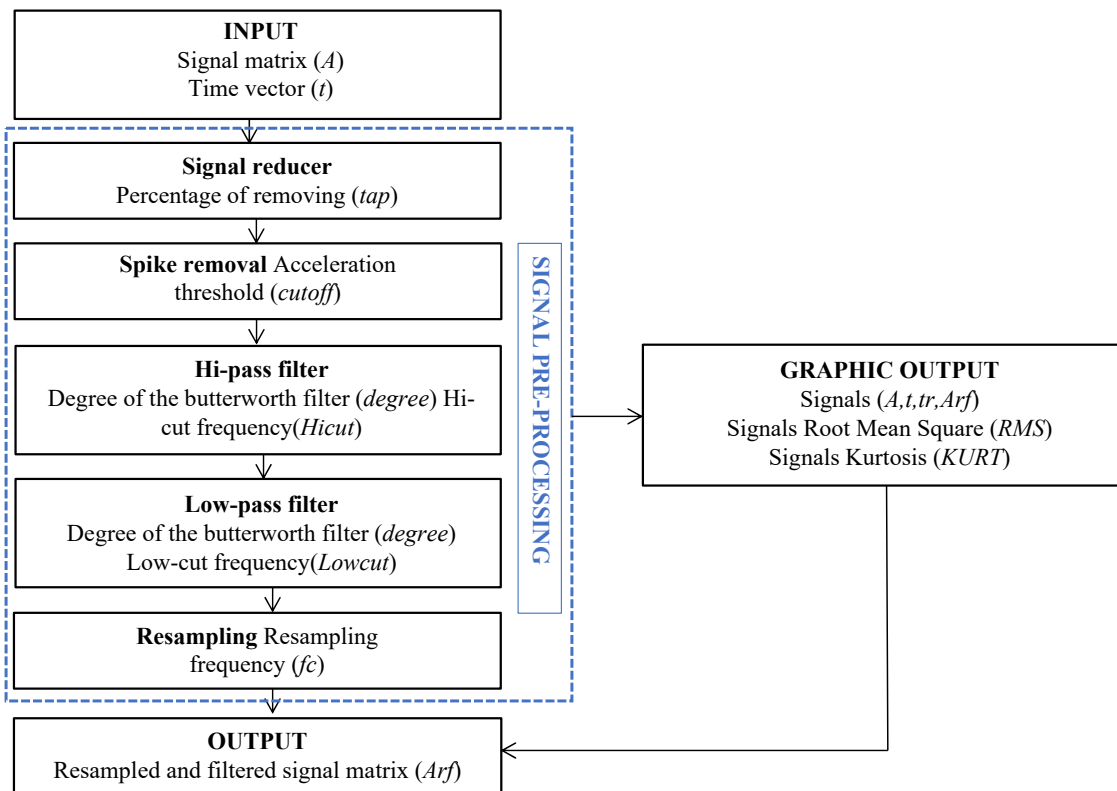 INPUT
Signal matrix (A)
Time vector (t)
Signal reducer
Percentage of removing (tap)
Spike removal Acceleration
threshold (cutoff)
Hi-pass filter
Degree of the butterworth filter (degree) Hi-
cut frequency(Hicut)
Low-pass filter
Degree of the butterworth filter (degree)
Low-cut frequency(Lowcut)
Resampling Resampling
frequency (fc)
SIGNAL PRE-PROCESSING
GRAPHIC OUTPUT
Signals (A,t,tr,Arf)
Signals Root Mean Square (RMS)
Signals Kurtosis (KURT)
OUTPUT
Resampled and filtered signal matrix (Arf)